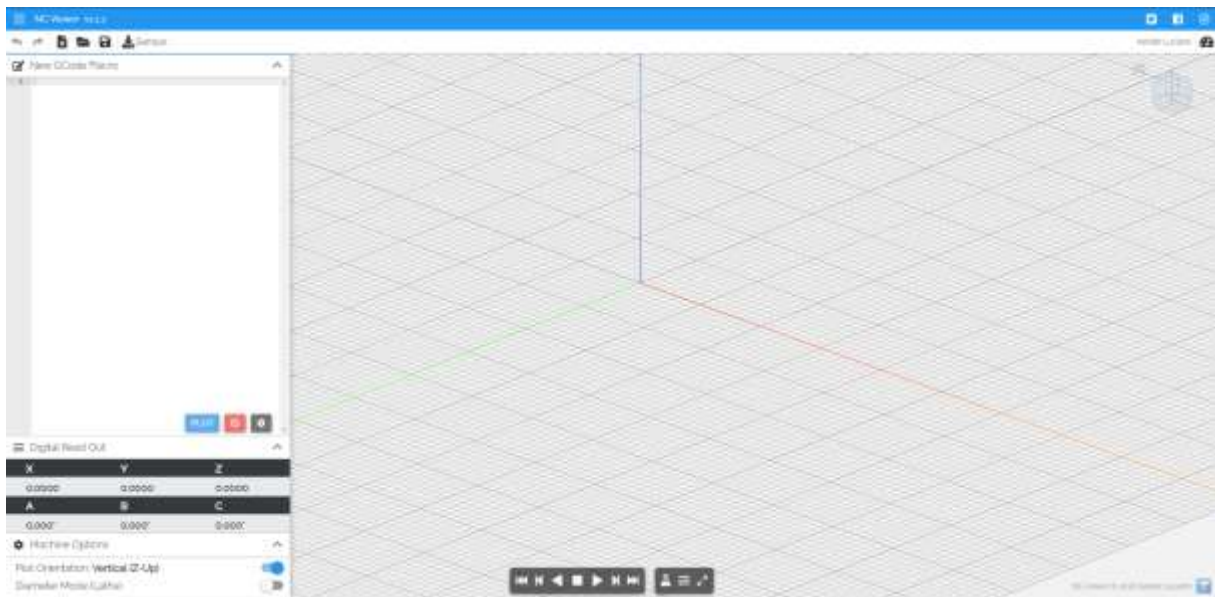 NC Viewer
New GCode
PLOT
Digital Read Out
X Y Z
0.0000 0.0000 0.0000
A B C
0.000° 0.000° 0.000°
Machine Options
Plot Orientation: Vertical (Z-Up)
Diameter Mode (Lathe)